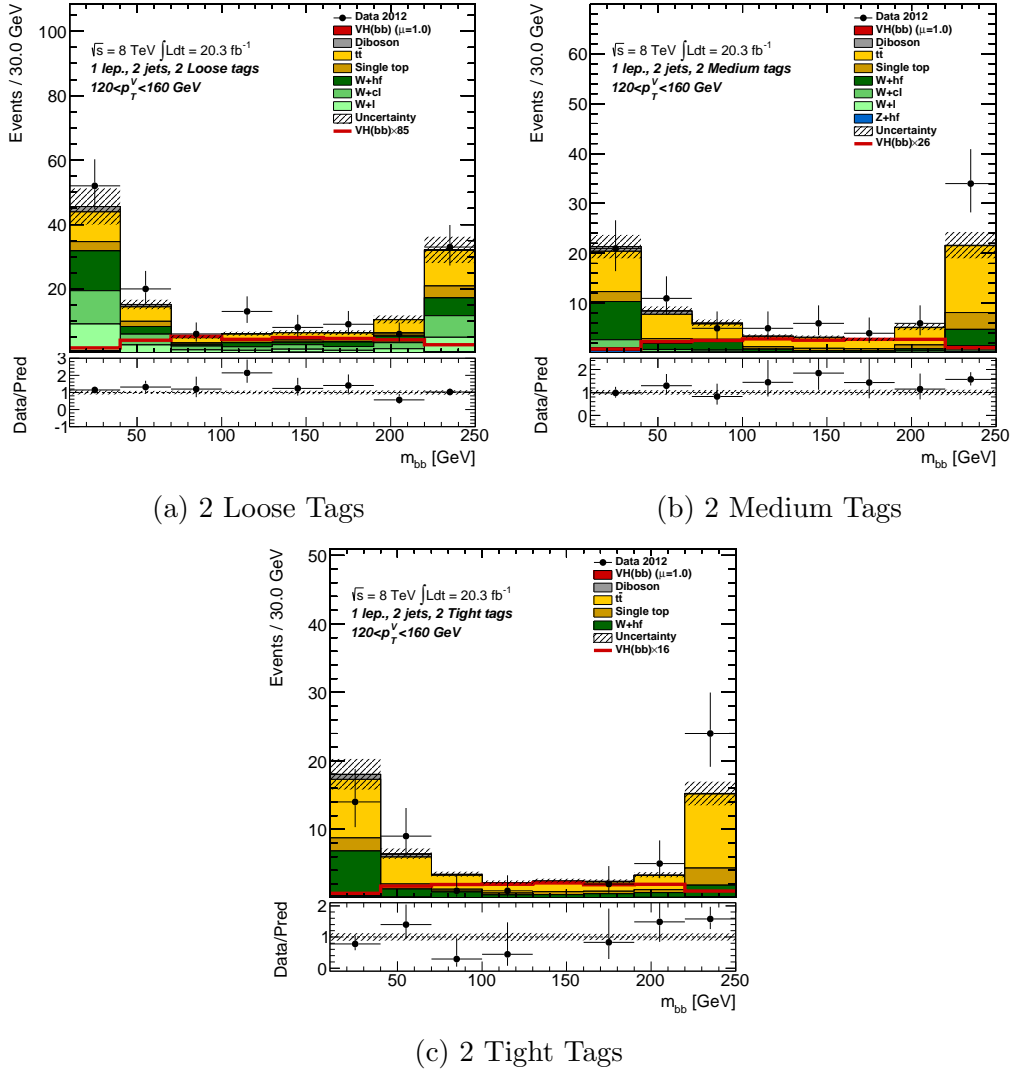 Events / 30.0 GeV
100
80
60
40
20
√s = 8 TeV ∫Ldt = 20.3 fb⁻¹
1 lep., 2 jets, 2 Loose tags
120<p_T^V<160 GeV
Data 2012
VH(bb) (μ=1.0)
Diboson
tt̄
Single top
W+hf
W+cl
W+l
Uncertainty
VH(bb)×85
Data/Pred
3
2
1
0
-1
50 100 150 200 250
m_bb [GeV]
(a) 2 Loose Tags
Events / 30.0 GeV
70
60
50
40
30
20
10
√s = 8 TeV ∫Ldt = 20.3 fb⁻¹
1 lep., 2 jets, 2 Medium tags
120<p_T^V<160 GeV
Data 2012
VH(bb) (μ=1.0)
Diboson
tt̄
Single top
W+hf
W+cl
W+l
Z+hf
Uncertainty
VH(bb)×26
Data/Pred
2
1
0
50 100 150 200 250
m_bb [GeV]
(b) 2 Medium Tags
Events / 30.0 GeV
50
40
30
20
10
√s = 8 TeV ∫Ldt = 20.3 fb⁻¹
1 lep., 2 jets, 2 Tight tags
120<p_T^V<160 GeV
Data 2012
VH(bb) (μ=1.0)
Diboson
tt̄
Single top
W+hf
Uncertainty
VH(bb)×16
Data/Pred
2
1
0
50 100 150 200 250
m_bb [GeV]
(c) 2 Tight Tags